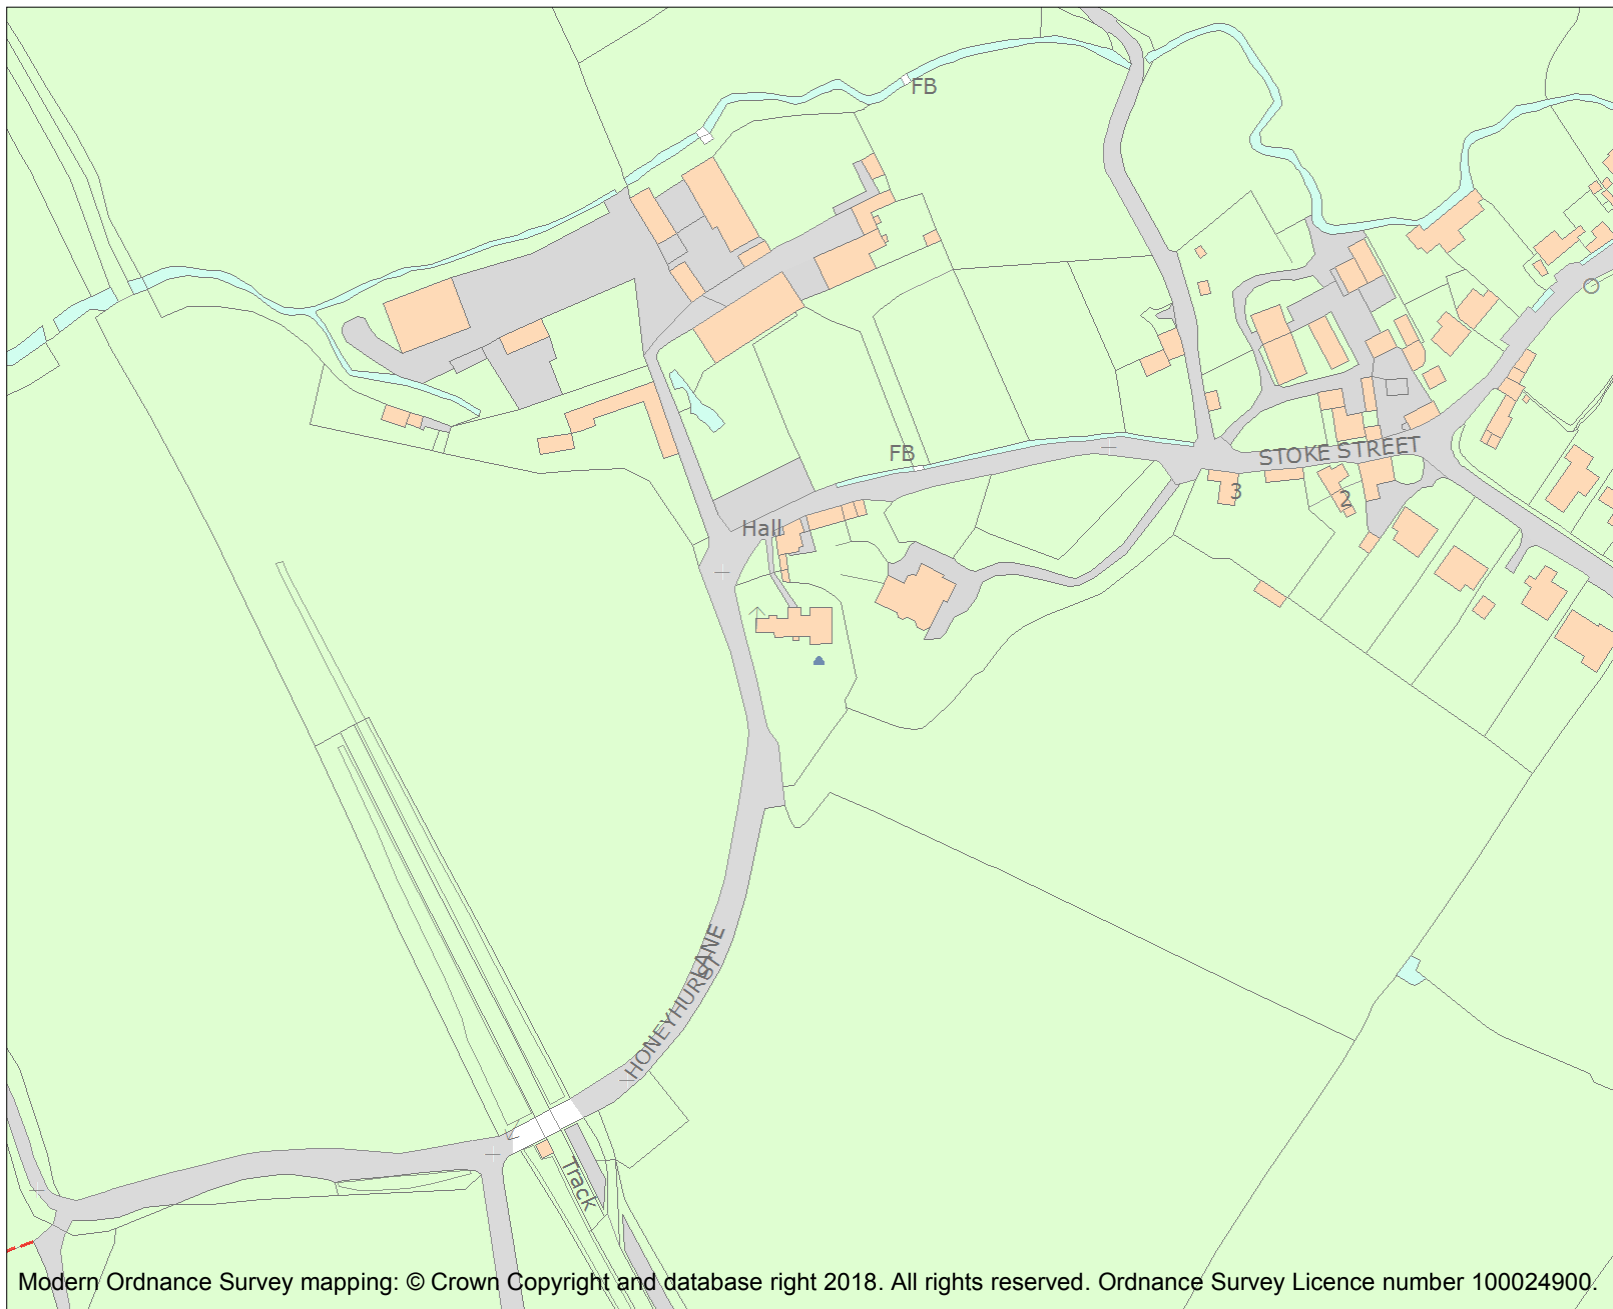 FB
FB
STOKE STREET
3
2
Hall
HONEYHURST
LANE
Track
Modern Ordnance Survey mapping: © Crown Copyright and database right 2018. All rights reserved. Ordnance Survey Licence number 100024900.